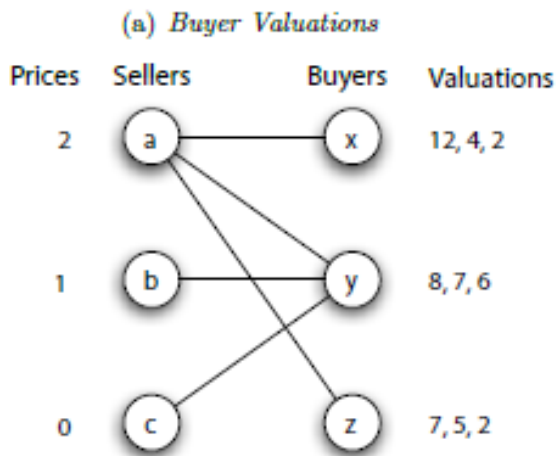 (a) Buyer Valuations
Prices Sellers Buyers Valuations
2 a x 12, 4, 2
1 b y 8, 7, 6
0 c z 7, 5, 2